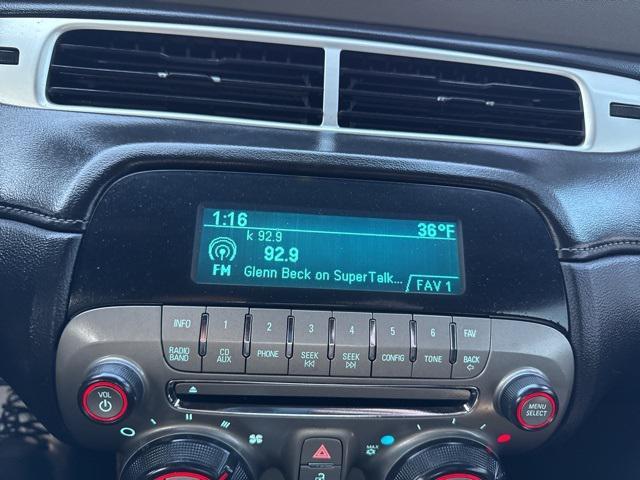 1:16 36°F
k 92.9
92.9
FM Glenn Beck on SuperTalk... FAV 1
INFO 1 2 3 4 5 6 FAV
RADIO BAND CD AUX PHONE SEEK SEEK CONFIG TONE BACK
VOL
MENU SELECT
MAX